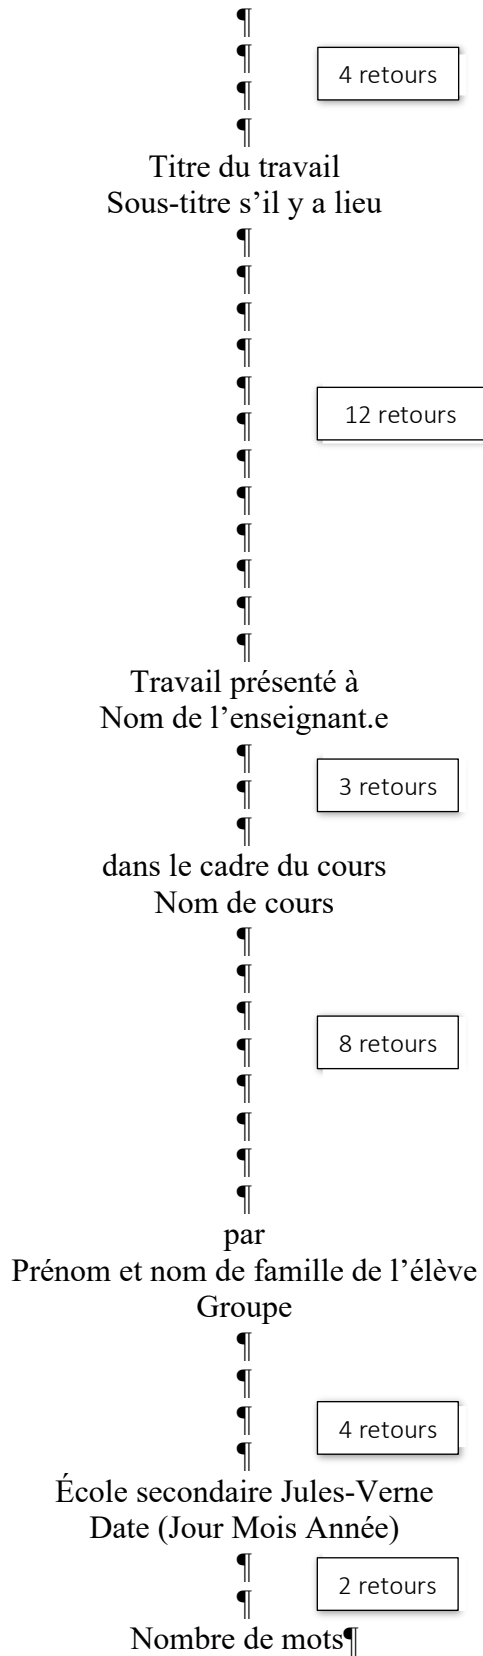 ¶
¶
4 retours
¶
¶
Titre du travail
Sous-titre s’il y a lieu
¶
¶
¶
¶
¶
12 retours
¶
¶
¶
¶
¶
¶
¶
Travail présenté à
Nom de l’enseignant.e
¶
3 retours
¶
¶
dans le cadre du cours
Nom de cours
¶
¶
¶
8 retours
¶
¶
¶
¶
¶
par
Prénom et nom de famille de l’élève
Groupe
¶
¶
¶
4 retours
¶
École secondaire Jules-Verne
Date (Jour Mois Année)
¶
2 retours
¶
Nombre de mots¶